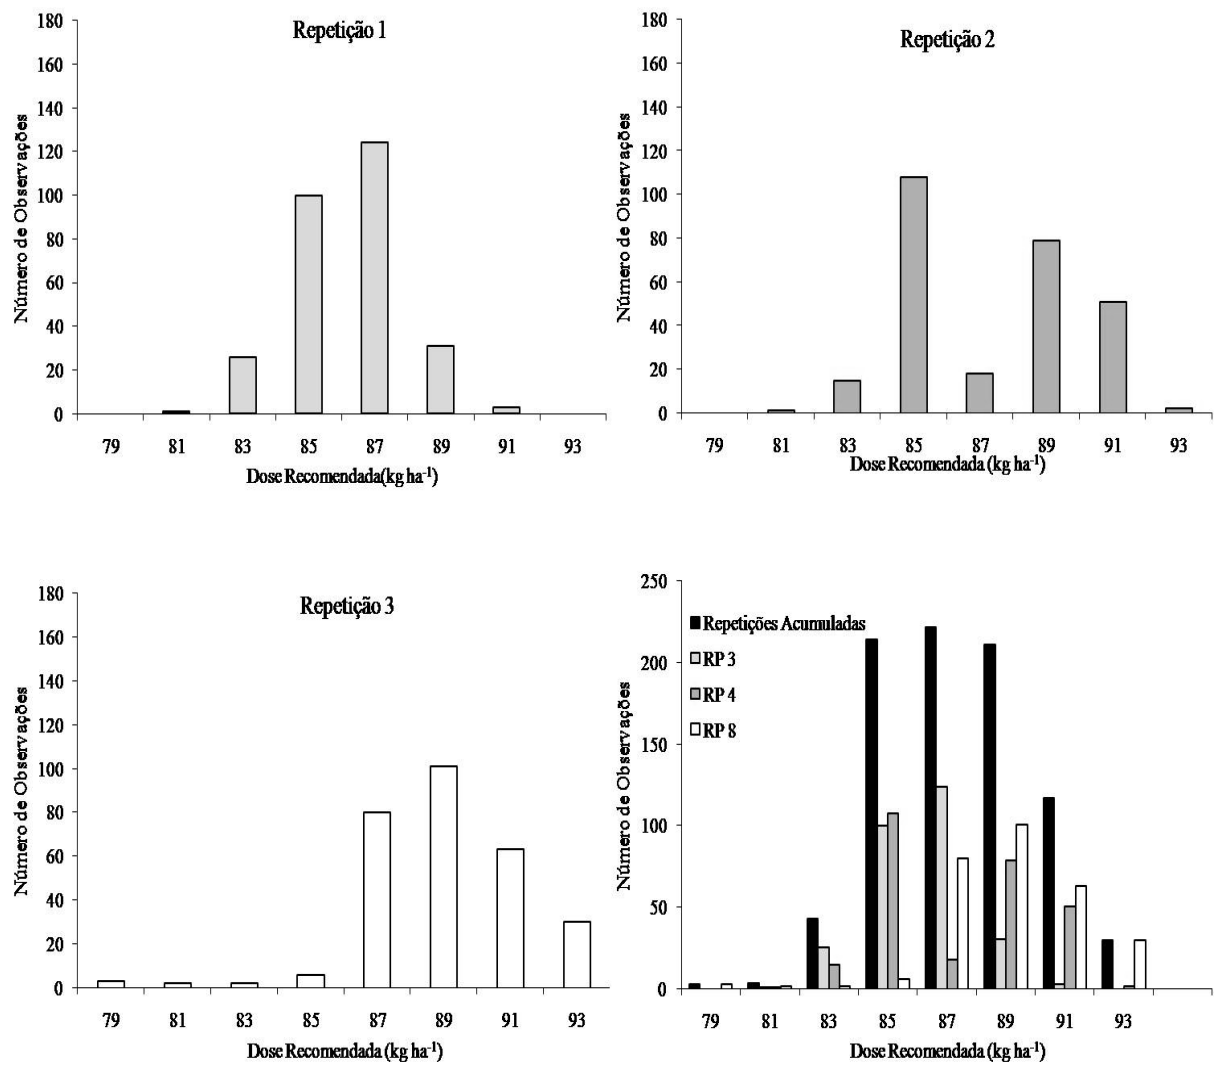 Repetição 1
Número de Observações
180
160
140
120
100
80
60
40
20
0
79 81 83 85 87 89 91 93
Dose Recomendada(kg ha⁻¹)
Repetição 2
Número de Observações
180
160
140
120
100
80
60
40
20
0
79 81 83 85 87 89 91 93
Dose Recomendada (kg ha⁻¹)
Repetição 3
Número de Observações
180
160
140
120
100
80
60
40
20
0
79 81 83 85 87 89 91 93
Dose Recomendada (kg ha⁻¹)
Número de Observações
250
200
150
100
50
0
Repetições Acumuladas
RP 3
RP 4
RP 8
79 81 83 85 87 89 91 93
Dose Recomendada (kg ha⁻¹)